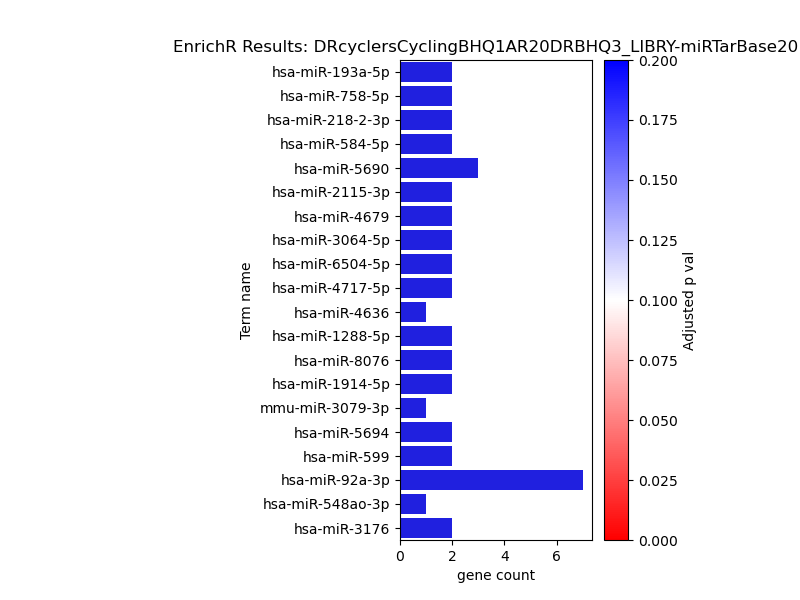 EnrichR Results: DRcyclersCyclingBHQ1AR20DRBHQ3_LIBRY-miRTarBase20
hsa-miR-193a-5p
hsa-miR-758-5p
hsa-miR-218-2-3p
hsa-miR-584-5p
hsa-miR-5690
hsa-miR-2115-3p
hsa-miR-4679
hsa-miR-3064-5p
hsa-miR-6504-5p
hsa-miR-4717-5p
hsa-miR-4636
hsa-miR-1288-5p
hsa-miR-8076
hsa-miR-1914-5p
mmu-miR-3079-3p
hsa-miR-5694
hsa-miR-599
hsa-miR-92a-3p
hsa-miR-548ao-3p
hsa-miR-3176
Term name
0 2 4 6
gene count
0.200
0.175
0.150
0.125
0.100
0.075
0.050
0.025
0.000
Adjusted p val